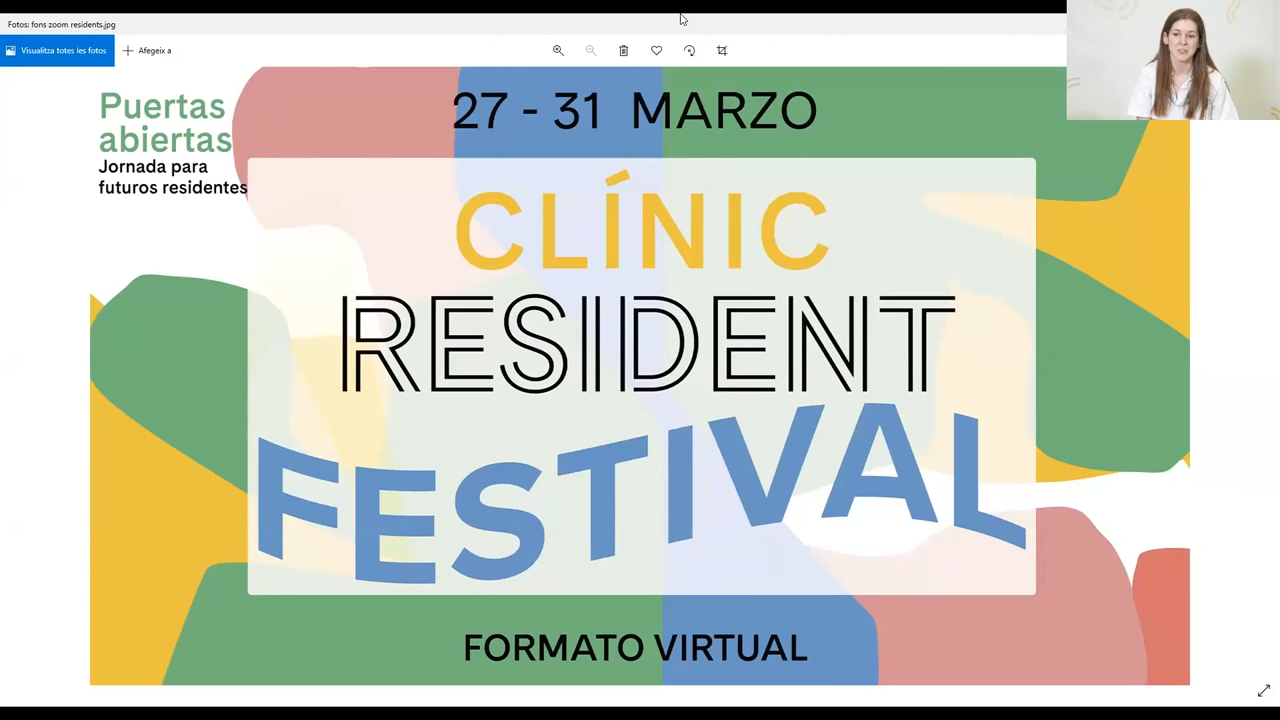 Fotos: fons zoom residents.jpg
Visualitza totes les fotos
Afegeix a
Puertas
abiertas
Jornada para
futuros residentes
27 - 31 MARZO
CLÍNIC
RESIDENT
FESTIVAL
FORMATO VIRTUAL